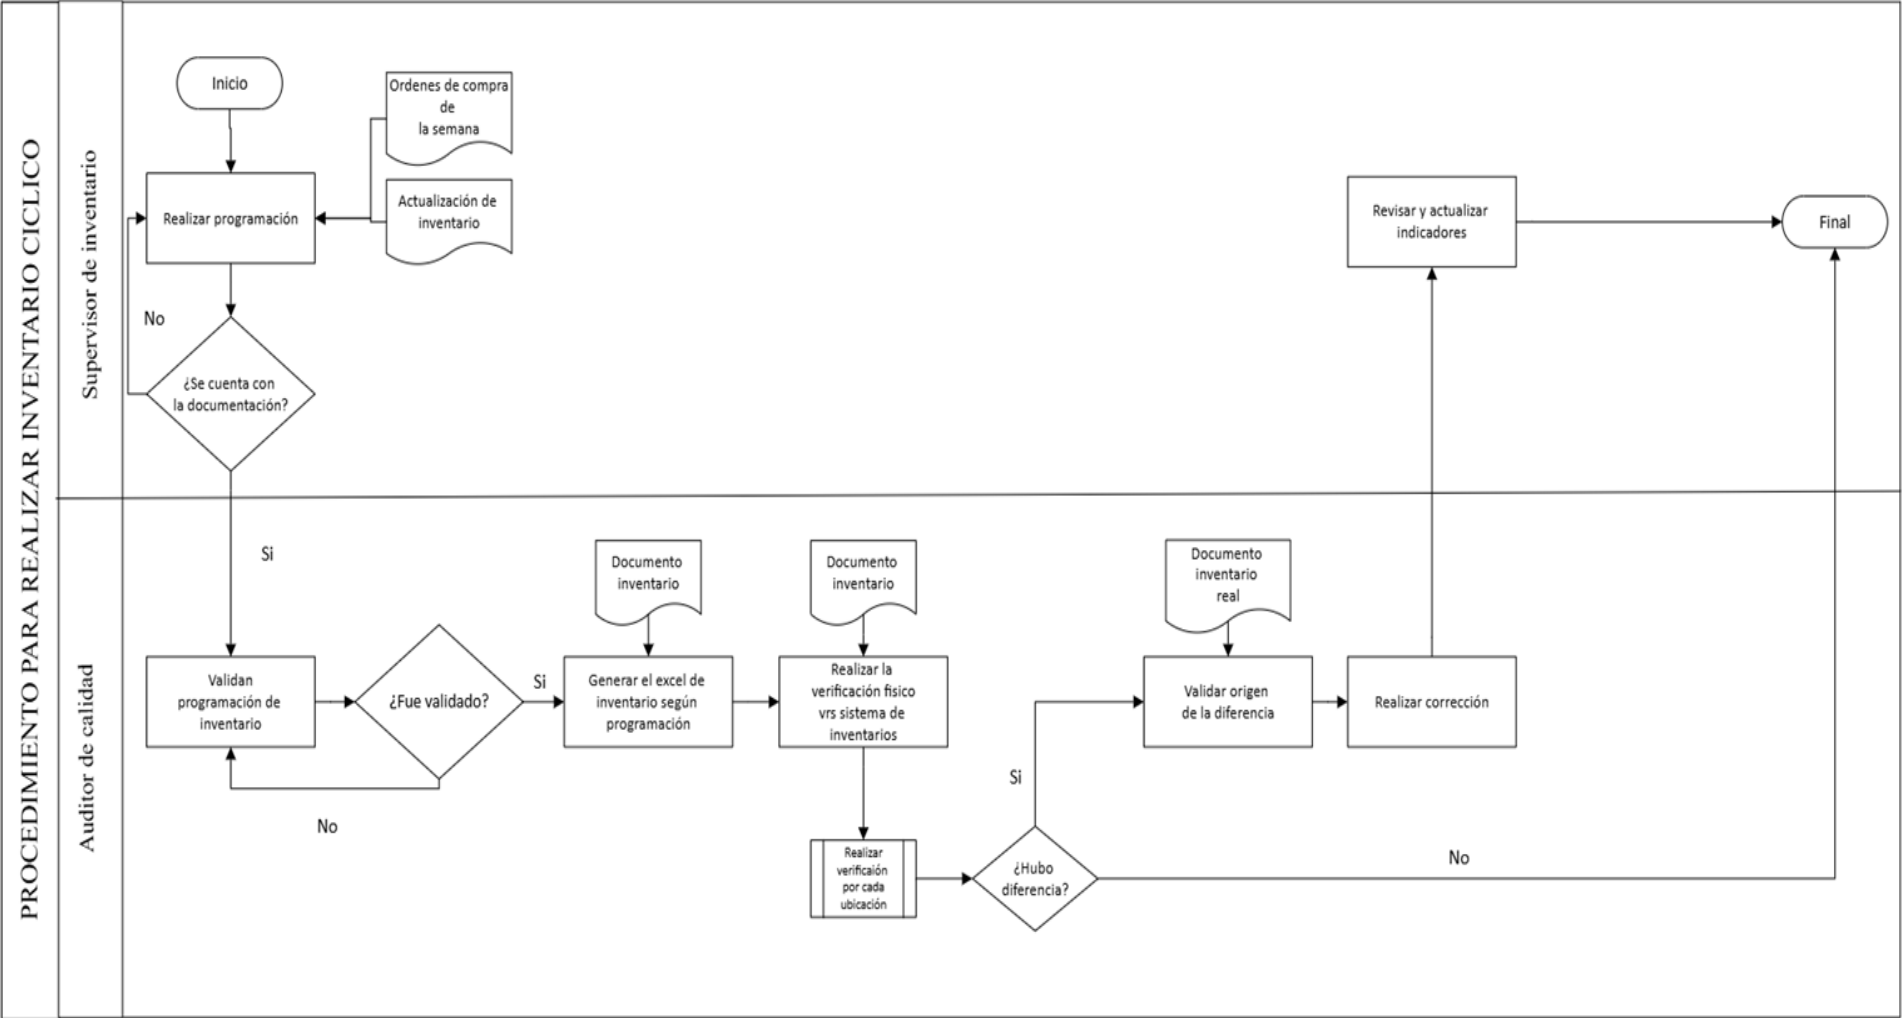 PROCEDIMIENTO PARA REALIZAR INVENTARIO CICLICO
Supervisor de inventario
Inicio
Ordenes de compra
de
la semana
Realizar programación
Actualización de
inventario
No
¿Se cuenta con
la documentación?
Revisar y actualizar
indicadores
Final
Auditor de calidad
Si
Validan
programación de
inventario
¿Fue validado?
No
Si
Documento
inventario
Generar el excel de
inventario según
programación
Documento
inventario
Realizar la
verificación fisico
vrs sistema de
inventarios
Realizar
verificaión
por cada
ubicación
¿Hubo
diferencia?
Si
No
Documento
inventario
real
Validar origen
de la diferencia
Realizar corrección